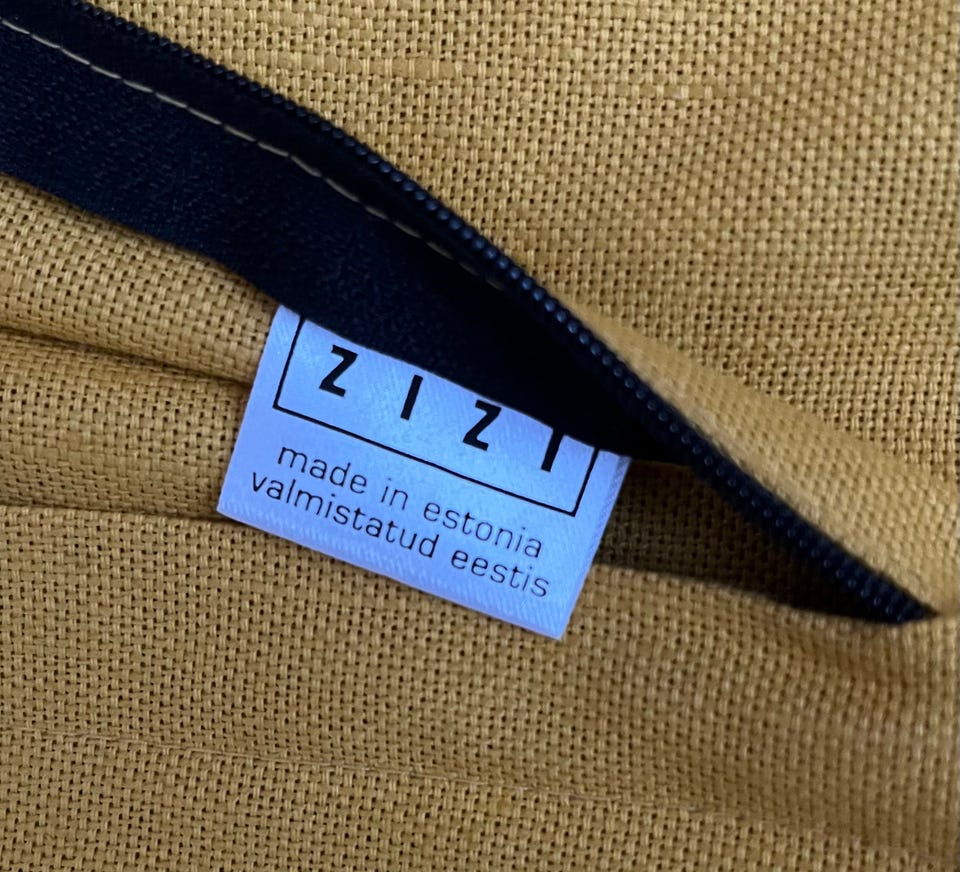 ZIZI
made in estonia
valmistatud eestis